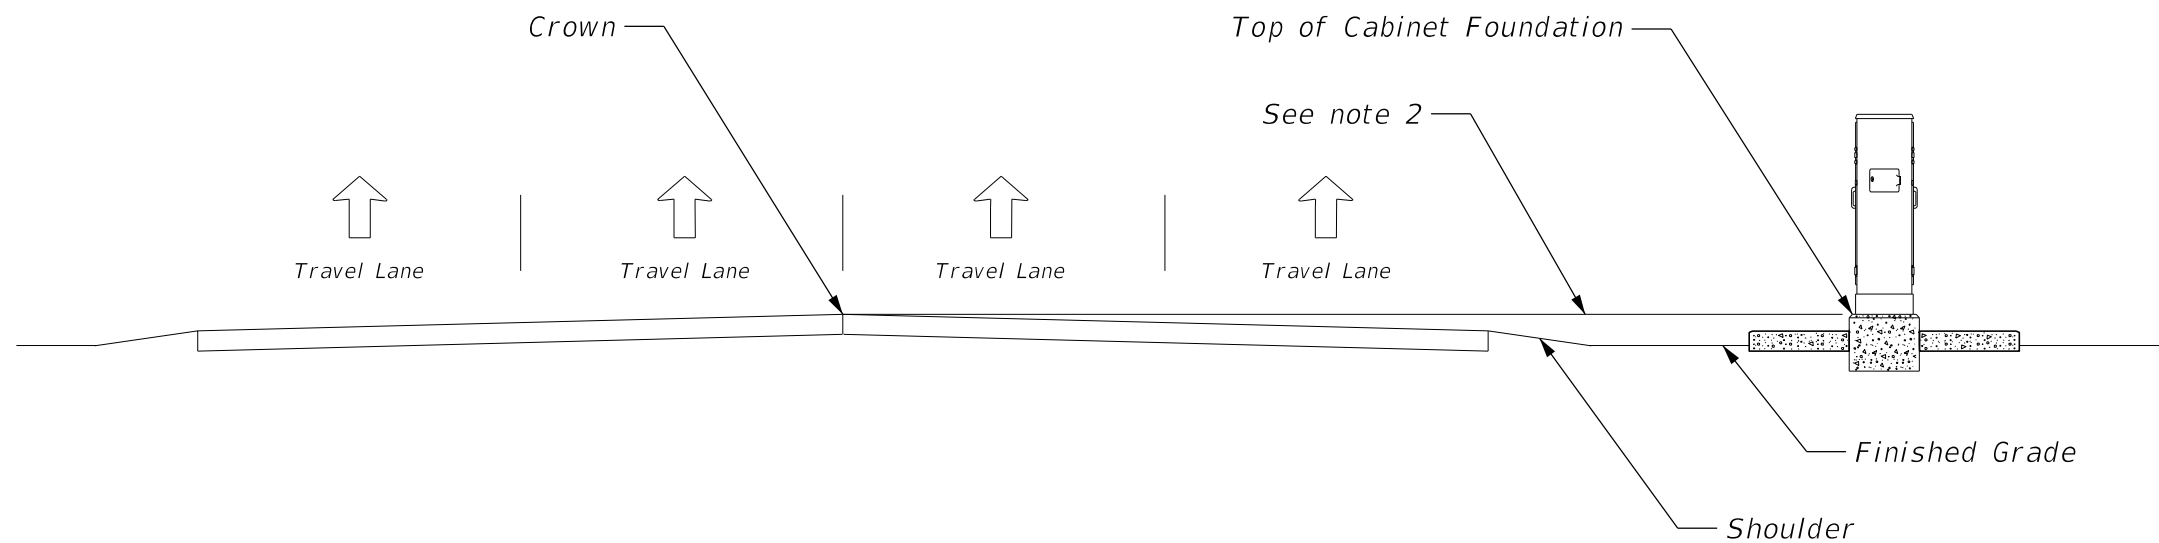 Crown
Top of Cabinet Foundation
See note 2
Travel Lane
Travel Lane
Travel Lane
Travel Lane
Finished Grade
Shoulder